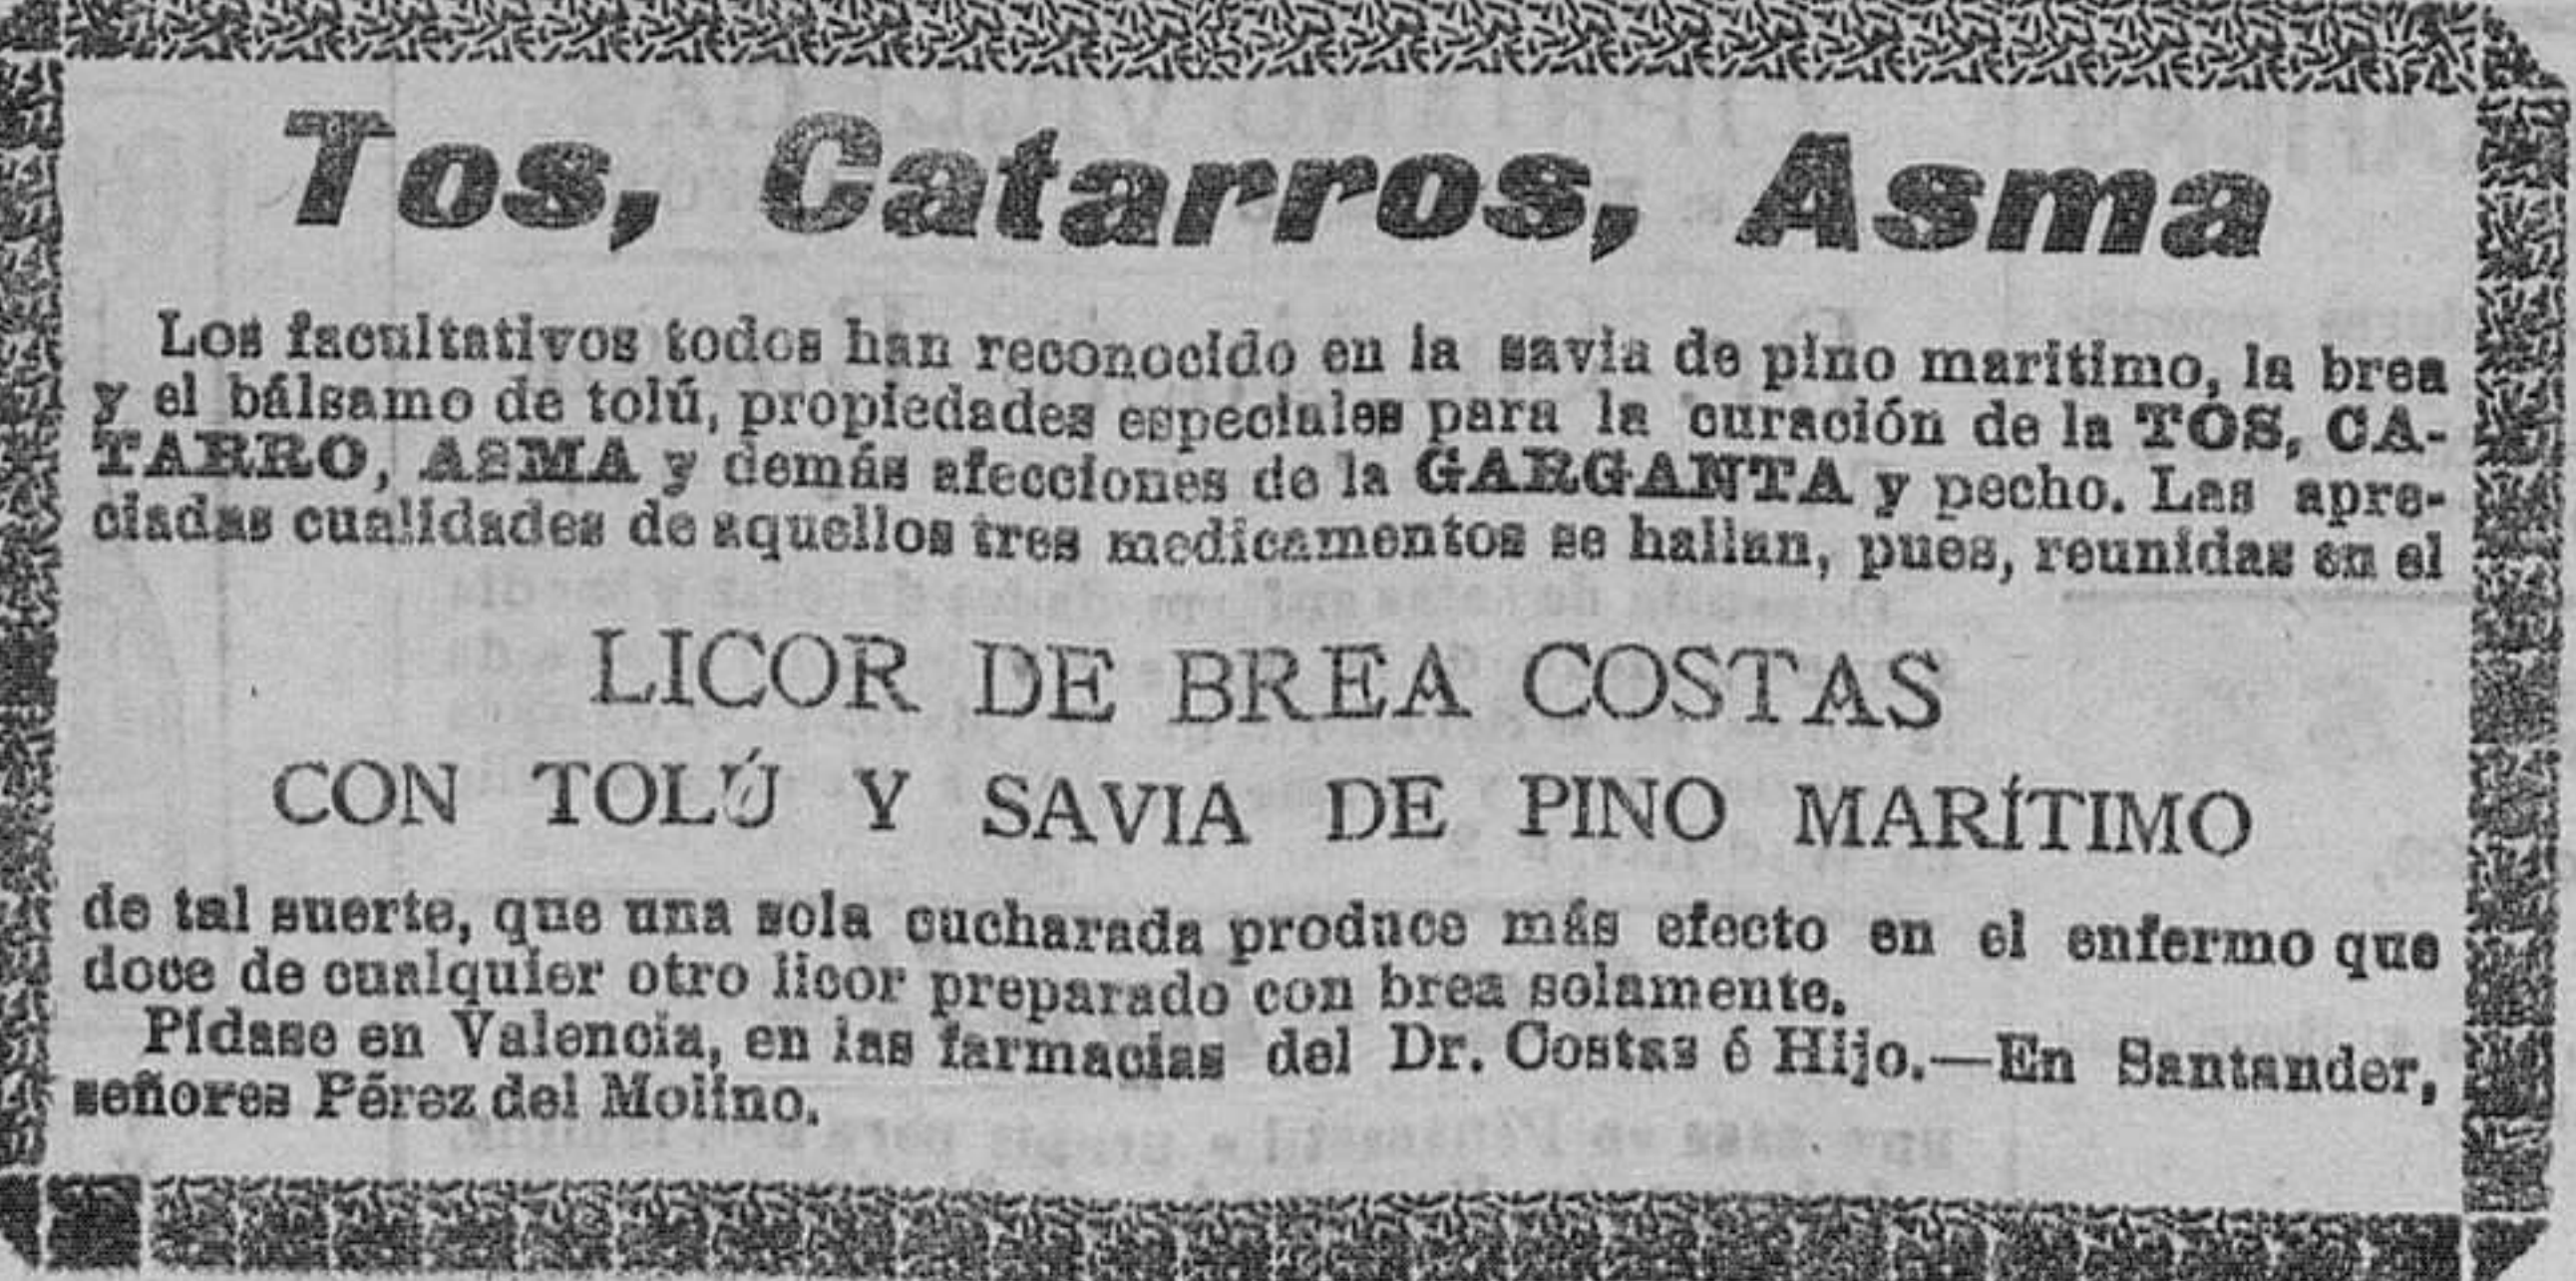 Tos, Catarros, Asma
Los facultativos todos han reconocido en la savia de pino maritimo, la brea
y el bálsamo de tolú, propiedades especiales para la curación de la TOS, CA-
TARRO, ASMA y demás afecciones de la GARGANTA y pecho. Las apre-
ciadas cualidades de aquellos tres medicamentos se hallan, pues, reunidas en el
LICOR DE BREA COSTAS
CON TOLÚ Y SAVIA DE PINO MARÍTIMO
de tal suerte, que una sola cucharada produce más efecto en el enfermo que
doce de cualquier otro licor preparado con brea solamente.
Pídase en Valencia, en las farmacias del Dr. Costas é Hijo.—En Santander,
señores Pérez del Molino.